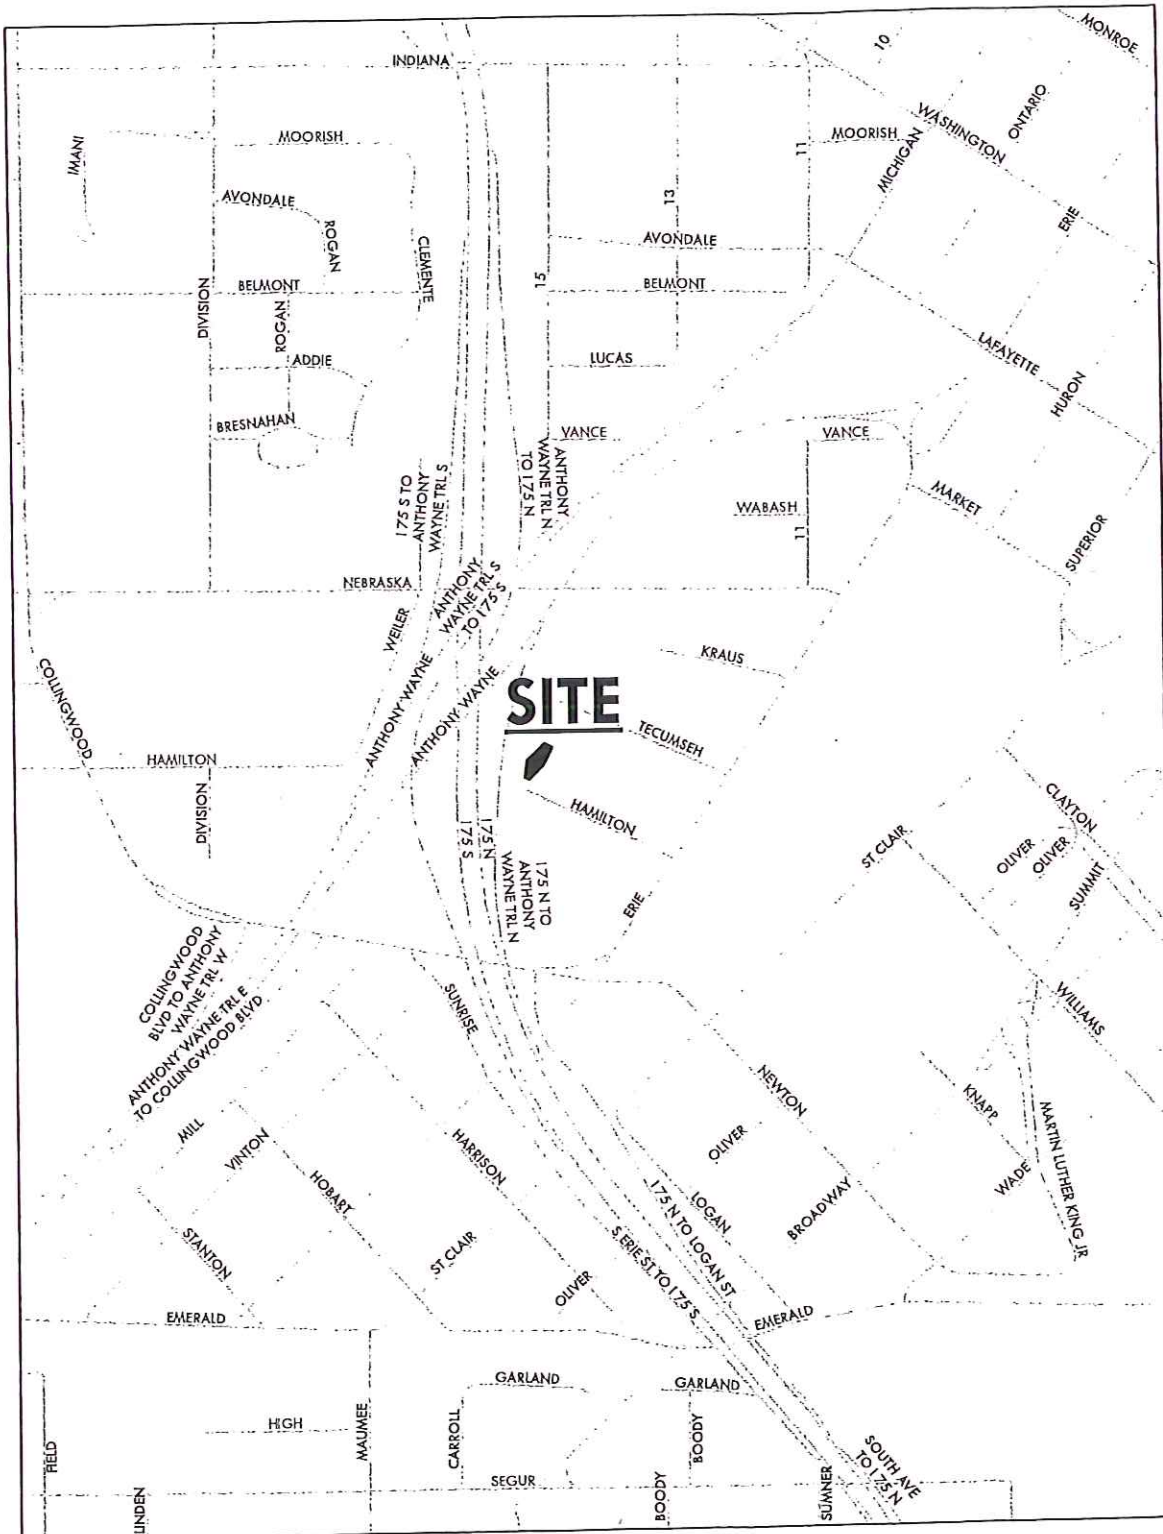 MONROE
10
INDIANA
WASHINGTON
ONTARIO
MOORISH
MOORISH
IMANI
11
MICHIGAN
AVONDALE
13
ROGAN
ERIE
CLEMENTE
AVONDALE
15
BELMONT
BELMONT
DIVISION
ROGAN
ADDIE
LUCAS
LAFAYETTE
HURON
BRESNAHAN
VANCE
VANCE
175 S TO
ANTHONY
WAYNE TRL S
ANTHONY
WAYNE TRL N
TO 175 N
WABASH
11
MARKET
SUPERIOR
NEBRASKA
ANTHONY
WAYNE TRL S
TO 175 S
WEILER
ANTHONY WAYNE
ANTHONY WAYNE
KRAUS
SITE
COLLINGWOOD
TECUMSEH
HAMILTON
DIVISION
HAMILTON
175 S
175 N
175 N TO
ANTHONY
WAYNE TRL N
ERIE
ST CLAIR
CLAYTON
OLIVER
OLIVER
SUMMIT
COLLINGWOOD
BLVD TO ANTHONY
WAYNE TRL W
ANTHONY WAYNE TRL E
TO COLLINGWOOD BLVD
SUNRISE
WILLIAMS
NEWTON
KNAPP
MILL
VINTON
HARRISON
OLIVER
MARTIN LUTHER KING JR
WADE
HOBART
LOGAN
BROADWAY
175 N TO LOGAN ST
STANTON
ST CLAIR
OLIVER
S ERIE ST TO 175 S
EMERALD
EMERALD
GARLAND
GARLAND
HIGH
MAUMEE
CARROLL
BOODY
FIELD
SOUTH AVE
TO 175 N
SEGUR
LINDEN
BOODY
SUMNER